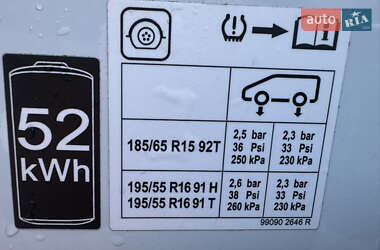 auto RIA.com
52
kWh
185/65 R15 92T
2,5 bar
36 Psi
250 kPa
2,3 bar
33 Psi
230 kPa
195/55 R16 91 H
195/55 R16 91 T
2,6 bar
38 Psi
260 kPa
2,3 bar
33 Psi
230 kPa
99090 2646 R